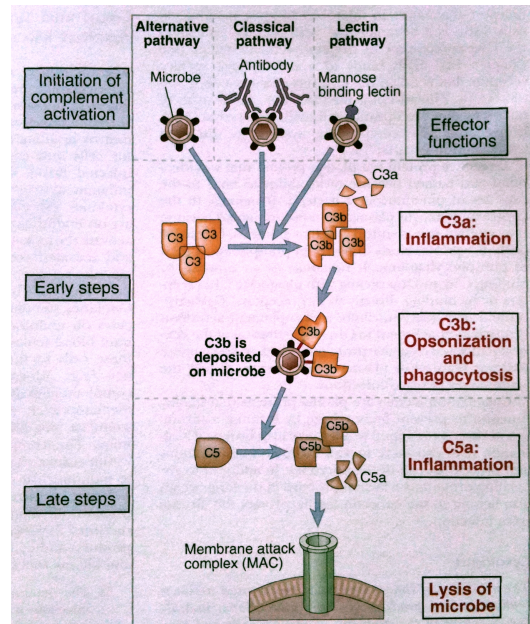 Alternative
pathway
Classical
pathway
Lectin
pathway
Initiation of
complement
activation
Microbe
Antibody
Mannose
binding lectin
Effector
functions
C3a
C3
C3
C3
C3b
C3b
C3b
C3a:
Inflammation
Early steps
C3b is
deposited
on microbe
C3b
C3b
C3b:
Opsonization
and
phagocytosis
C5
C5b
C5b
C5a
C5a:
Inflammation
Late steps
Membrane attack
complex (MAC)
Lysis of
microbe